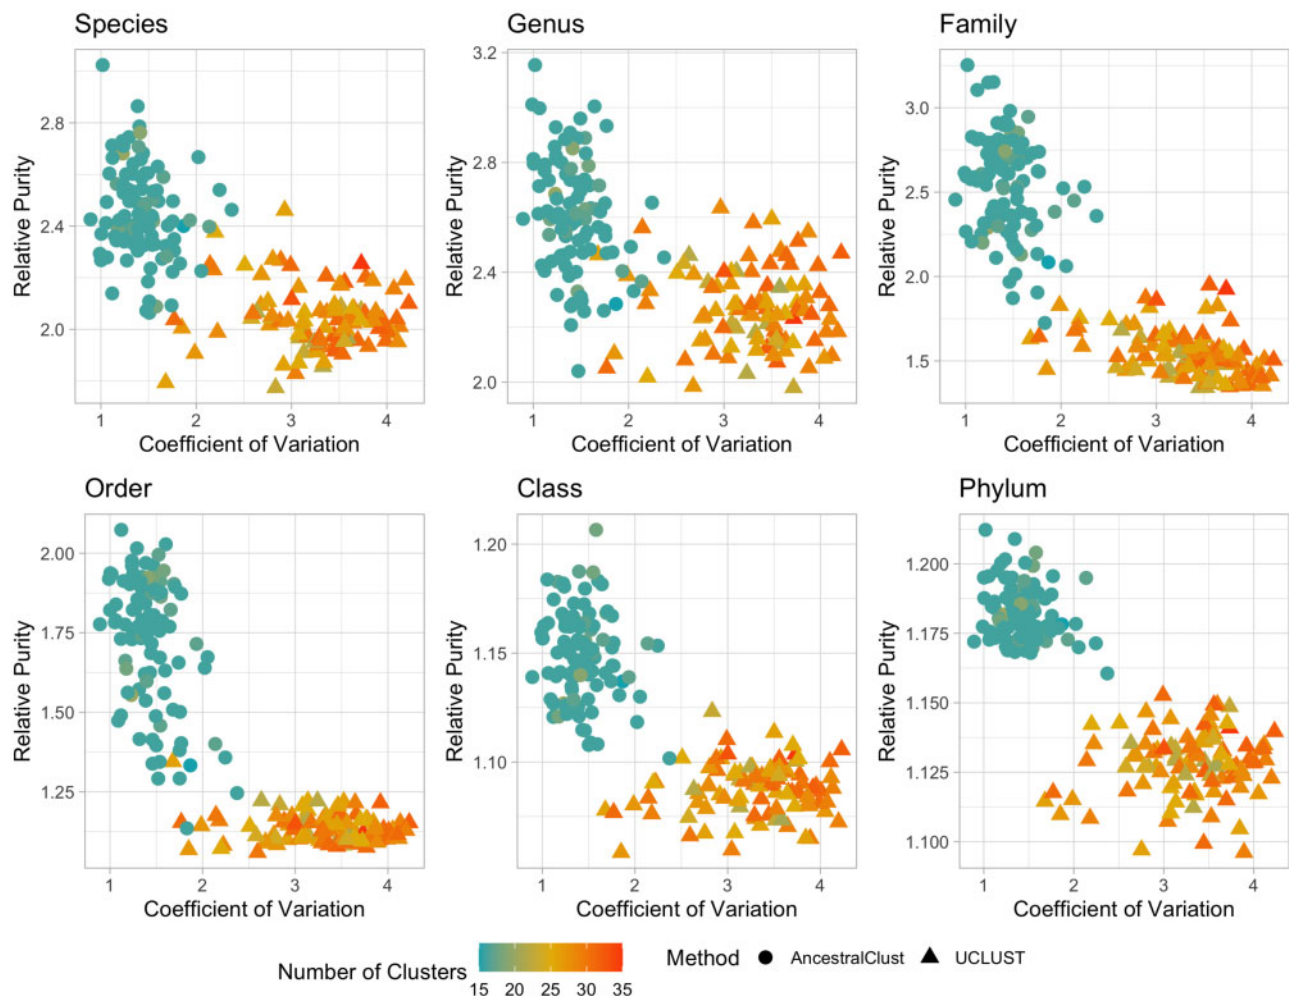 Species
Genus
Family
3.2
2.8
2.4
2.0
Relative Purity
1 2 3 4
Coefficient of Variation
2.8
2.4
2.0
Relative Purity
1 2 3 4
Coefficient of Variation
3.0
2.5
2.0
1.5
Relative Purity
1 2 3 4
Coefficient of Variation
Order
Class
Phylum
2.00
1.75
1.50
1.25
Relative Purity
1 2 3 4
Coefficient of Variation
1.20
1.15
1.10
Relative Purity
1 2 3 4
Coefficient of Variation
1.200
1.175
1.150
1.125
1.100
Relative Purity
1 2 3 4
Coefficient of Variation
Number of Clusters
15 20 25 30 35
Method AncestralClust UCLUST